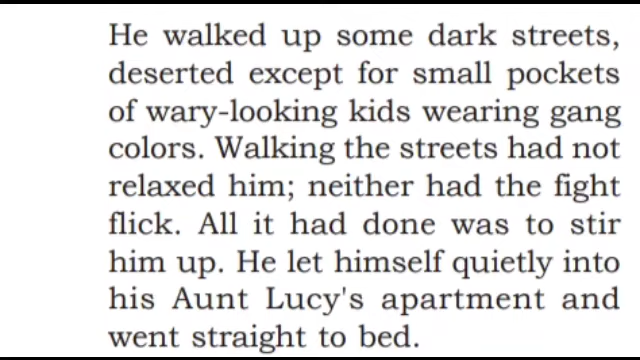 He walked up some dark streets,
deserted except for small pockets
of wary-looking kids wearing gang
colors. Walking the streets had not
relaxed him; neither had the fight
flick. All it had done was to stir
him up. He let himself quietly into
his Aunt Lucy's apartment and
went straight to bed.